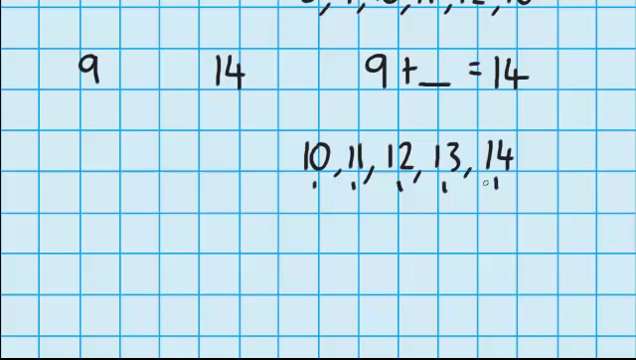 9 14 9 + _ = 14
10, 11, 12, 13, 14